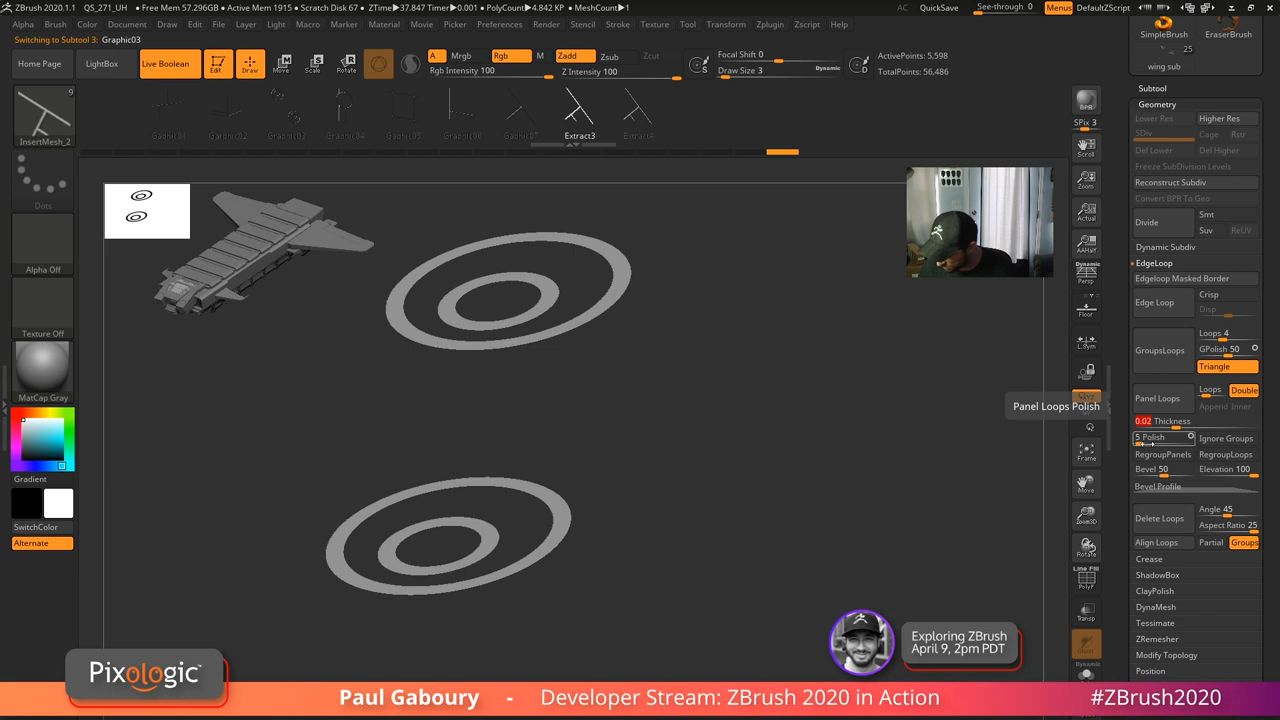 ZBrush 2020.1.1 QS_271_UH • Free Mem 57.296GB • Active Mem 1915 • Scratch Disk 67 • ZTime▶37.847 Timer▶0.001 • PolyCount▶4.842 KP • MeshCount▶1 AC QuickSave See-through 0 Menus DefaultZScript
Alpha Brush Color Document Draw Edit File Layer Light Macro Marker Material Movie Picker Preferences Render Stencil Stroke Texture Tool Transform Zplugin Zscript Help
Switching to Subtool 3: Graphic03
Home Page LightBox Live Boolean Edit Draw Move Scale Rotate
A Mrgb Rgb M Zadd Zsub Zcut
Rgb Intensity 100 Z Intensity 100
Focal Shift 0
Draw Size 3 Dynamic
S
D
ActivePoints: 5,598
TotalPoints: 56,486
9
InsertMesh_2
Extract3 Extract4
Dots
Alpha Off
Texture Off
MatCap Gray
Gradient
SwitchColor
Alternate
BPR
SPix 3
Scroll
Zoom
Actual
AAHalf
Dynamic
Persp
Floor
L.Sym
Frame
Move
Zoom3D
Rotate
Line Fill
PolyF
Transp
Dynamic
Panel Loops Polish
SimpleBrush EraserBrush
25
wing sub
Subtool
Geometry
Lower Res Higher Res
SDiv Cage Rstr
Del Lower Del Higher
Freeze SubDivision Levels
Reconstruct Subdiv
Convert BPR To Geo
Divide Smt
Suv ReUV
Dynamic Subdiv
EdgeLoop
Edgeloop Masked Border
Edge Loop Crisp
Disp
GroupsLoops Loops 4
GPolish 50
Triangle
Panel Loops Loops Double
Append Inner
0.02 Thickness
5 Polish Ignore Groups
RegroupPanels RegroupLoops
Bevel 50 Elevation 100
Bevel Profile
Delete Loops Angle 45
Aspect Ratio 25
Align Loops Partial Groups
Crease
ShadowBox
ClayPolish
DynaMesh
Tessimate
ZRemesher
Modify Topology
Position
Exploring ZBrush
April 9, 2pm PDT
Pixologic™
Paul Gaboury - Developer Stream: ZBrush 2020 in Action #ZBrush2020